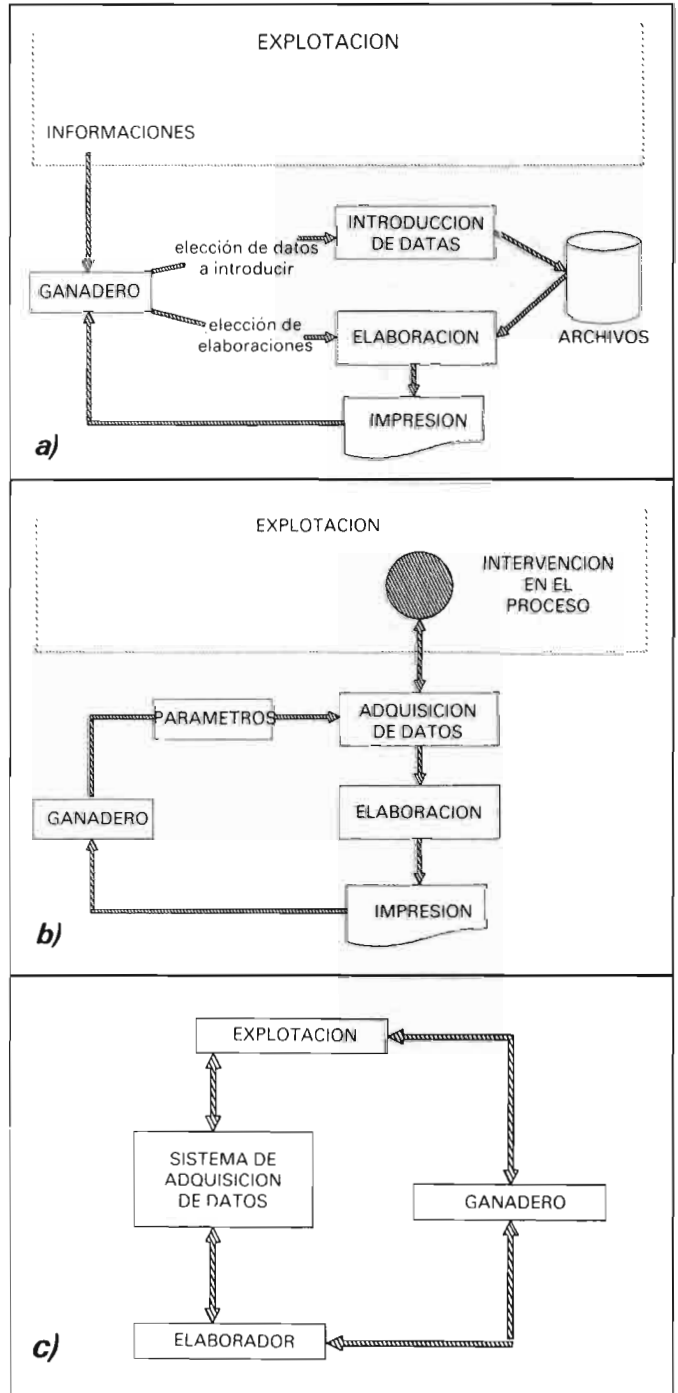 EXPLOTACION
INFORMACIONES
elección de datos
a introducir
INTRODUCCION
DE DATAS
GANADERO
elección de
elaboraciones
ELABORACION
ARCHIVOS
IMPRESION
a)
EXPLOTACION
INTERVENCION
EN EL
PROCESO
PARAMETROS
ADQUISICION
DE DATOS
GANADERO
ELABORACION
IMPRESION
b)
EXPLOTACION
SISTEMA DE
ADQUISICION
DE DATOS
GANADERO
ELABORADOR
c)